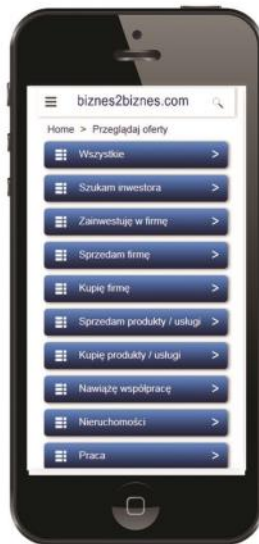 biznes2biznes.com
Home > Przeglądaj oferty
Wszystkie >
Szukam inwestora >
Zainwestuję w firmę >
Sprzedam firmę >
Kupię firmę >
Sprzedam produkty / usługi >
Kupię produkty / usługi >
Nawiążę współpracę >
Nieruchomości >
Praca >